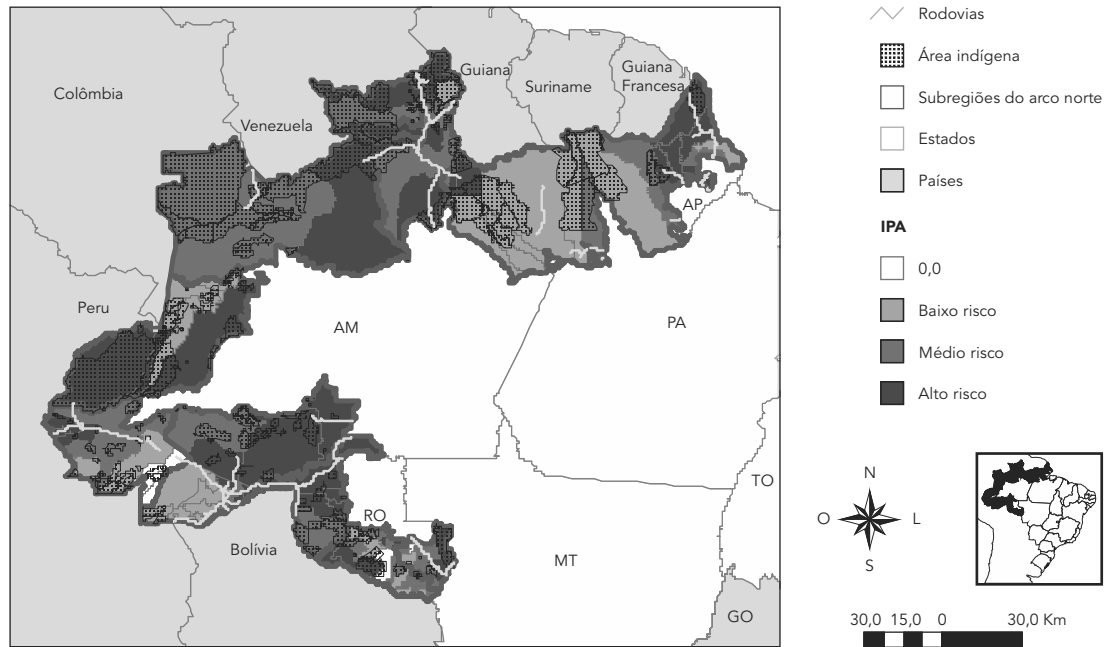 Colômbia
Venezuela
Guiana
Suriname
Guiana
Francesa
AP
Peru
AM
PA
TO
RO
Bolívia
MT
GO
Rodovias
Área indígena
Subregiões do arco norte
Estados
Países
IPA
0,0
Baixo risco
Médio risco
Alto risco
N
O L
S
30,0 15,0 0 30,0 Km